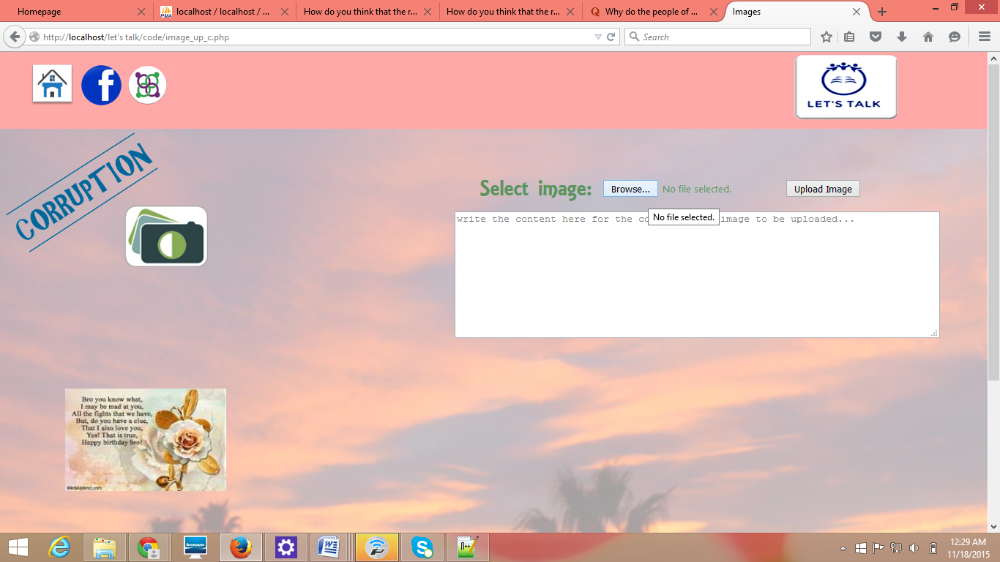 Homepage
localhost / localhost / ...
How do you think that the r...
How do you think that the r...
Why do the people of ...
Images
http://localhost/let's talk/code/image_up_c.php
Search
LET'S TALK
CORRUPTION
Select image: Browse... No file selected. Upload Image
write the content here for the co
image to be uploaded...
No file selected.
Bro you know what,
I may be mad at you,
All the fights that we have,
But, do you have a clue,
That I also love you,
Yes! That is true,
Happy birthday bro!
WishAfriend.com
lenovo
12:29 AM
11/18/2015